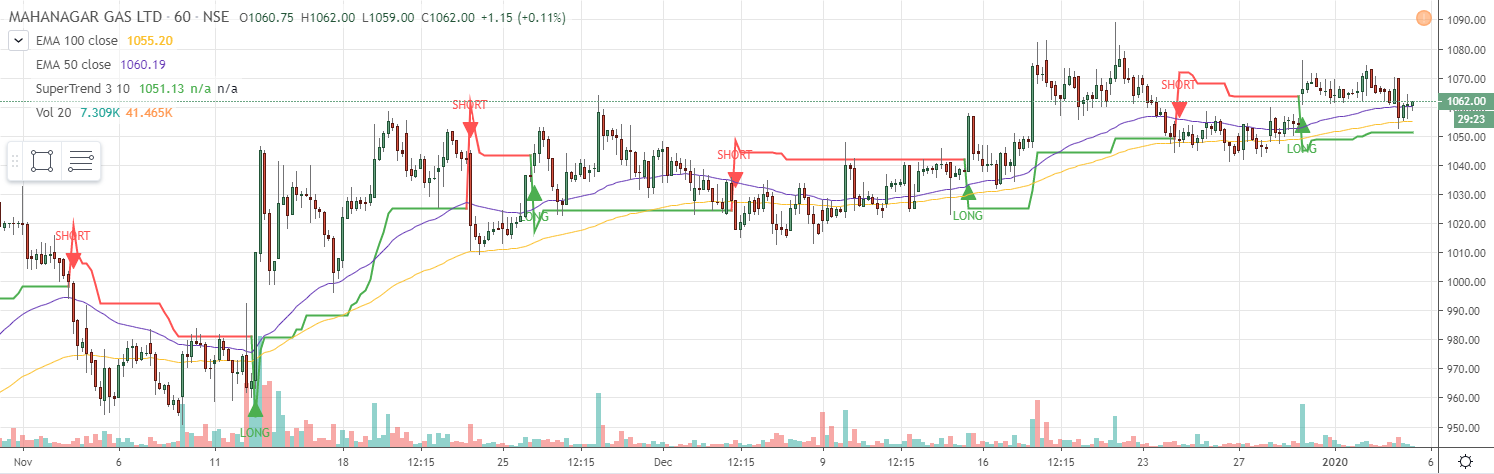 MAHANAGAR GAS LTD · 60 · NSE O1060.75 H1062.00 L1059.00 C1062.00 +1.15 (+0.11%)
EMA 100 close 1055.20
EMA 50 close 1060.19
SuperTrend 3 10 1051.13 n/a n/a
Vol 20 7.309K 41.465K
1090.00
1080.00
1070.00
1062.00
29:23
1050.00
1040.00
1030.00
1020.00
1010.00
1000.00
990.00
980.00
970.00
960.00
950.00
SHORT
SHORT
SHORT
SHORT
LONG
LONG
LONG
LONG
Nov 6 11 18 12:15 25 12:15 Dec 12:15 9 12:15 16 12:15 23 27 2020 6